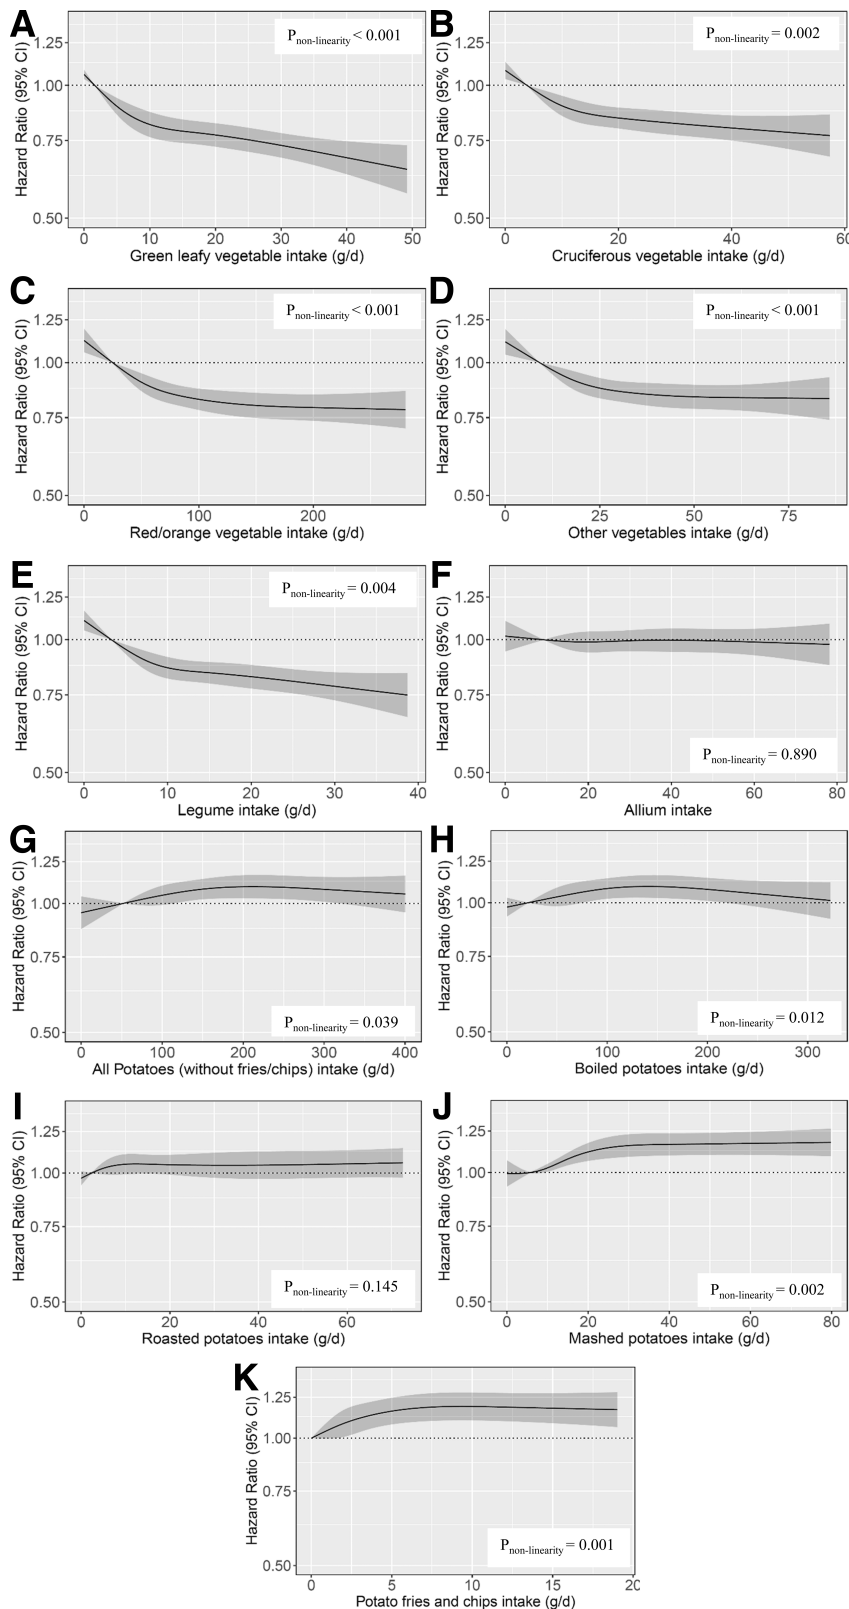 A
Hazard Ratio (95% CI)
1.25
1.00
0.75
0.50
P non-linearity < 0.001
0 10 20 30 40 50
Green leafy vegetable intake (g/d)
B
Hazard Ratio (95% CI)
1.25
1.00
0.75
0.50
P non-linearity = 0.002
0 20 40 60
Cruciferous vegetable intake (g/d)
C
Hazard Ratio (95% CI)
1.25
1.00
0.75
0.50
P non-linearity < 0.001
0 100 200
Red/orange vegetable intake (g/d)
D
Hazard Ratio (95% CI)
1.25
1.00
0.75
0.50
P non-linearity < 0.001
0 25 50 75
Other vegetables intake (g/d)
E
Hazard Ratio (95% CI)
1.25
1.00
0.75
0.50
P non-linearity = 0.004
0 10 20 30 40
Legume intake (g/d)
F
Hazard Ratio (95% CI)
1.25
1.00
0.75
0.50
P non-linearity = 0.890
0 20 40 60 80
Allium intake
G
Hazard Ratio (95% CI)
1.25
1.00
0.75
0.50
P non-linearity = 0.039
0 100 200 300 400
All Potatoes (without fries/chips) intake (g/d)
H
Hazard Ratio (95% CI)
1.25
1.00
0.75
0.50
P non-linearity = 0.012
0 100 200 300
Boiled potatoes intake (g/d)
I
Hazard Ratio (95% CI)
1.25
1.00
0.75
0.50
P non-linearity = 0.145
0 20 40 60
Roasted potatoes intake (g/d)
J
Hazard Ratio (95% CI)
1.25
1.00
0.75
0.50
P non-linearity = 0.002
0 20 40 60 80
Mashed potatoes intake (g/d)
K
Hazard Ratio (95% CI)
1.25
1.00
0.75
0.50
P non-linearity = 0.001
0 5 10 15 20
Potato fries and chips intake (g/d)